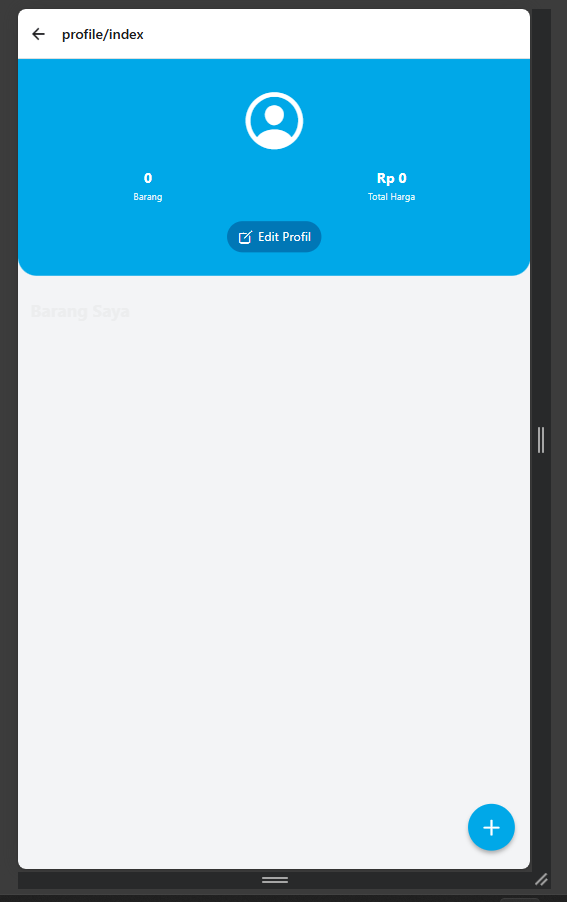 profile/index
0
Barang
Rp 0
Total Harga
Edit Profil
Barang Saya